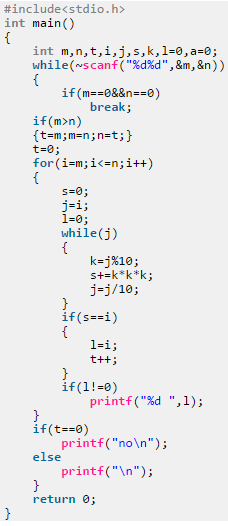 #include<stdio.h>
int main()
{
    int m,n,t,i,j,s,k,l=0,a=0;
    while(~scanf("%d%d",&m,&n))
    {
        if(m==0&&n==0)
            break;
    if(m>n)
    {t=m;m=n;n=t;}
    t=0;
    for(i=m;i<=n;i++)
    {
        s=0;
        j=i;
        l=0;
        while(j)
        {
            k=j%10;
            s+=k*k*k;
            j=j/10;
        }
        if(s==i)
        {
            l=i;
            t++;
        }
        if(l!=0)
            printf("%d ",l);
    }
    if(t==0)
        printf("no\n");
    else
        printf("\n");
    }
    return 0;
}